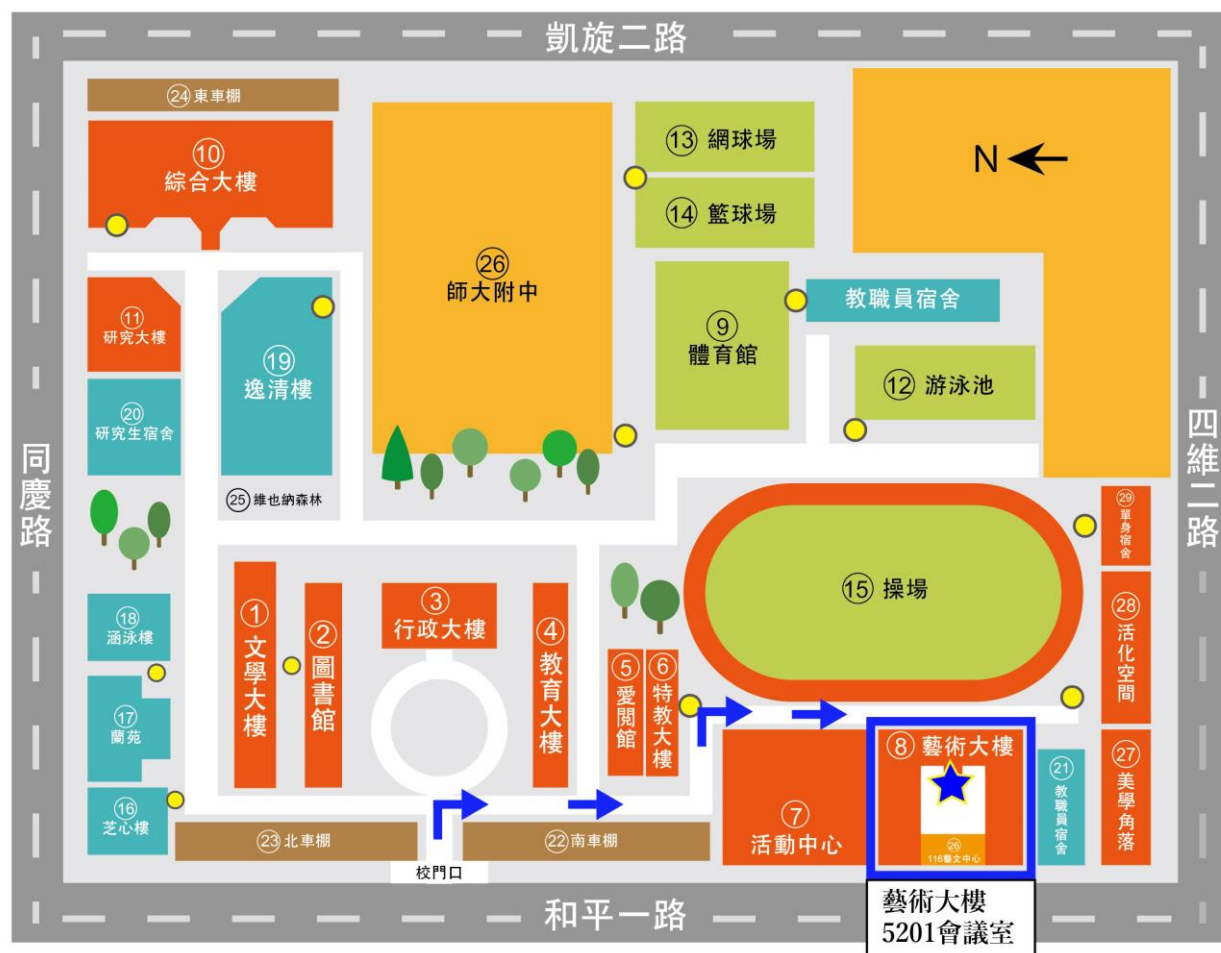 凱旋二路
㉔東車棚
⑩
綜合大樓
⑬ 網球場
⑭ 籃球場
N
㉖
師大附中
⑨
體育館
教職員宿舍
⑫ 游泳池
⑪
研究大樓
⑲
逸清樓
⑳
研究生宿舍
㉕維也納森林
同慶路
四維二路
㉙單身宿舍
⑮ 操場
㉘活化空間
⑱
涵泳樓
①文學大樓
②圖書館
③
行政大樓
④教育大樓
⑤愛閱館
⑥特教大樓
⑰
蘭苑
⑯
芝心樓
⑦
活動中心
⑧ 藝術大樓
㉖
116藝文中心
㉑教職員宿舍
㉗美學角落
㉓北車棚
㉒南車棚
校門口
和平一路
藝術大樓
5201會議室